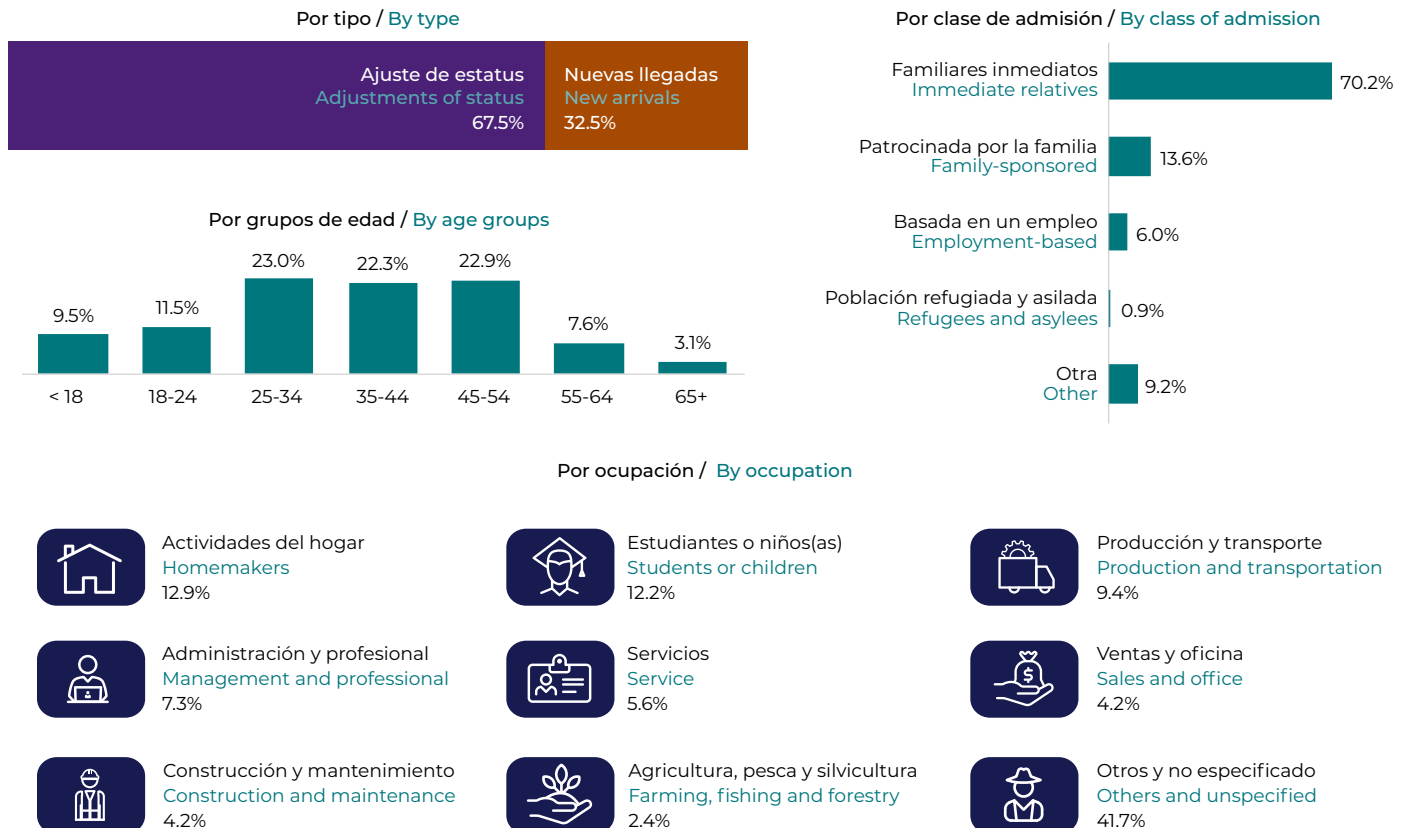 Por tipo / By type
Ajuste de estatus
Adjustments of status
67.5%
Nuevas llegadas
New arrivals
32.5%
Por grupos de edad / By age groups
9.5%
11.5%
23.0%
22.3%
22.9%
7.6%
3.1%
< 18
18-24
25-34
35-44
45-54
55-64
65+
Por clase de admisión / By class of admission
Familiares inmediatos
Immediate relatives
70.2%
Patrocinada por la familia
Family-sponsored
13.6%
Basada en un empleo
Employment-based
6.0%
Población refugiada y asilada
Refugees and asylees
0.9%
Otra
Other
9.2%
Por ocupación / By occupation
Actividades del hogar
Homemakers
12.9%
Estudiantes o niños(as)
Students or children
12.2%
Producción y transporte
Production and transportation
9.4%
Administración y profesional
Management and professional
7.3%
Servicios
Service
5.6%
$
Ventas y oficina
Sales and office
4.2%
Construcción y mantenimiento
Construction and maintenance
4.2%
Agricultura, pesca y silvicultura
Farming, fishing and forestry
2.4%
Otros y no especificado
Others and unspecified
41.7%